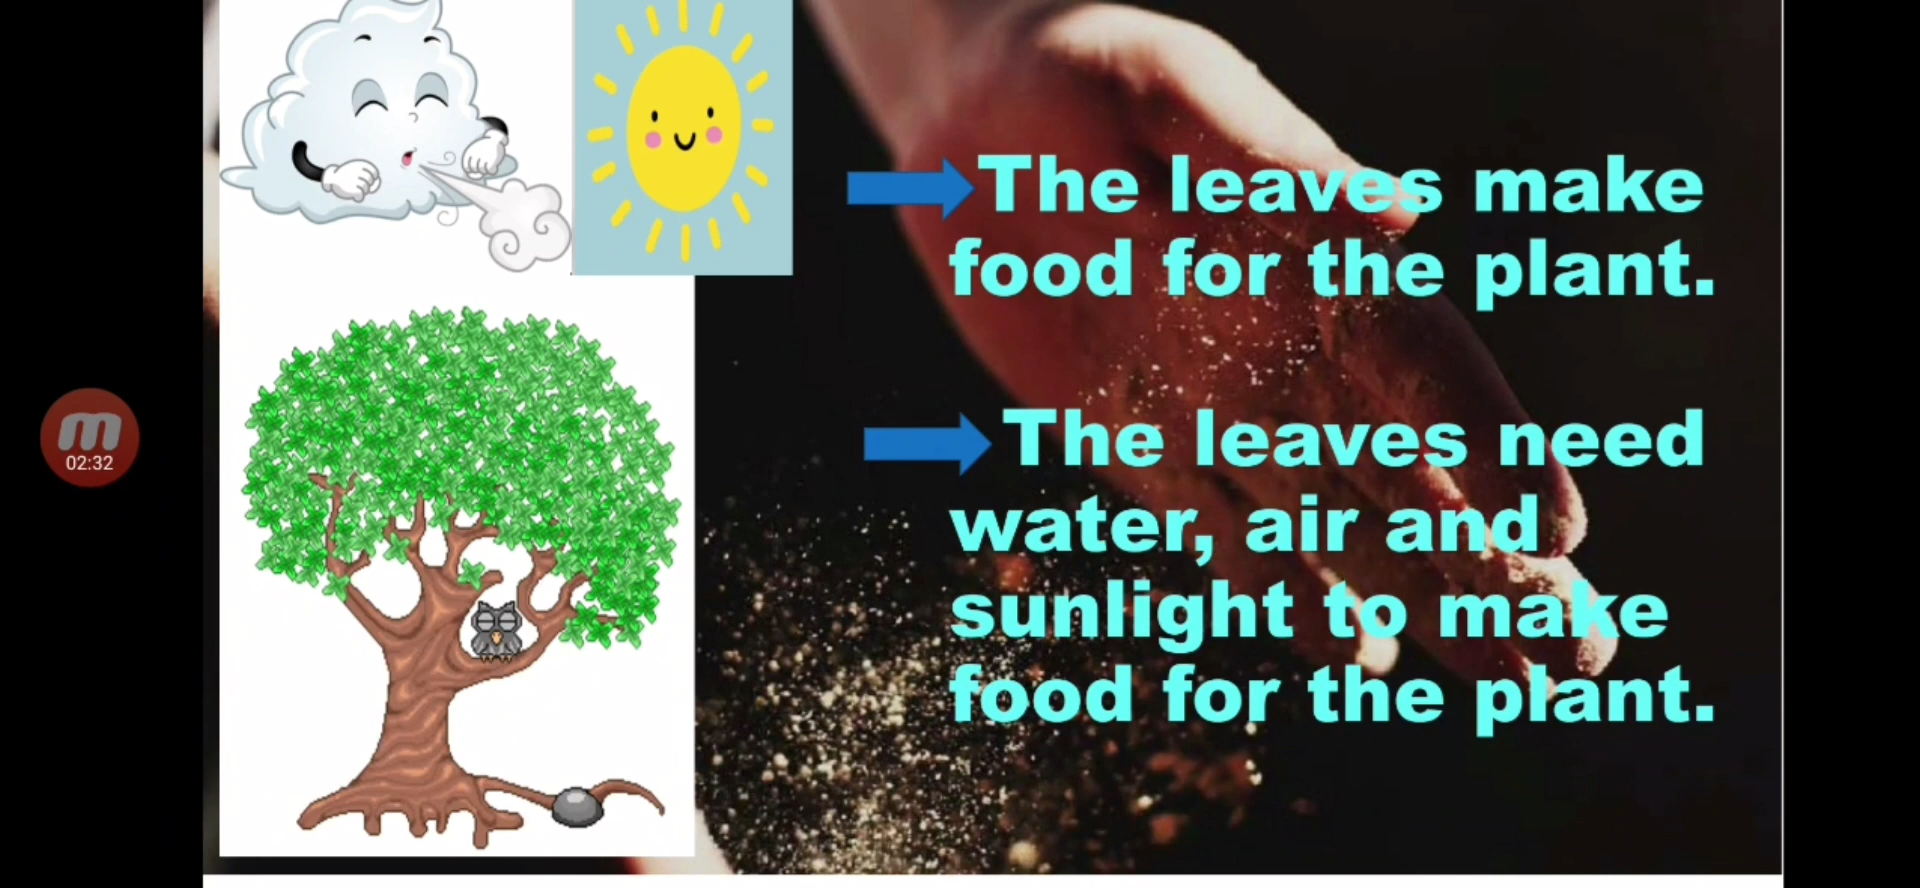 The leaves make
food for the plant.
The leaves need
water, air and
sunlight to make
food for the plant.
m
02:32